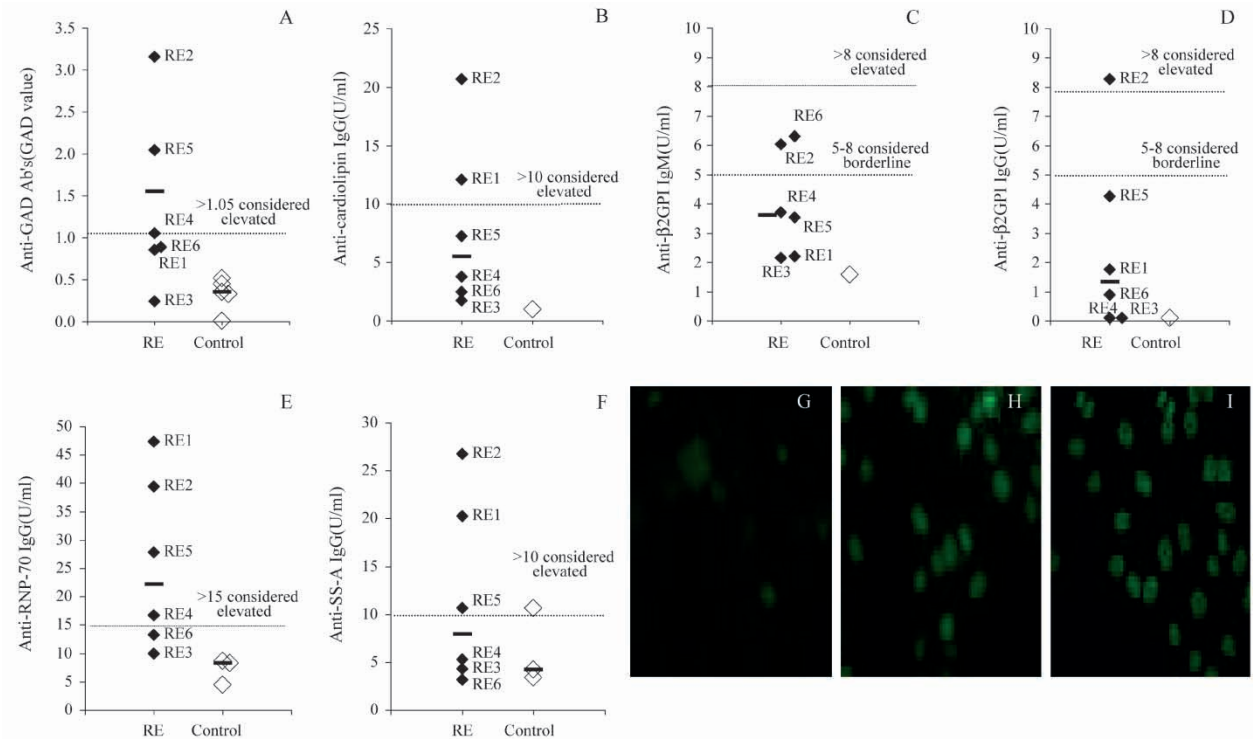 A
Anti-GAD Ab's(GAD value)
3.5
3.0
2.5
2.0
1.5
1.0
0.5
0.0
RE2
RE5
>1.05 considered
elevated
RE4
RE6
RE1
RE3
RE
Control
B
Anti-cardiolipin IgG(U/ml)
25
20
15
10
5
0
RE2
RE1
>10 considered
elevated
RE5
RE4
RE6
RE3
RE
Control
C
Anti-β2GPI IgM(U/ml)
10
9
8
7
6
5
4
3
2
1
0
>8 considered
elevated
RE6
RE2
5-8 considered
borderline
RE4
RE5
RE1
RE3
RE
Control
D
Anti-β2GPI IgG(U/ml)
10
9
8
7
6
5
4
3
2
1
0
>8 considered
elevated
RE2
5-8 considered
borderline
RE5
RE1
RE6
RE4
RE3
RE
Control
E
Anti-RNP-70 IgG(U/ml)
50
45
40
35
30
25
20
15
10
5
0
RE1
RE2
RE5
>15 considered
elevated
RE4
RE6
RE3
RE
Control
F
Anti-SS-A IgG(U/ml)
30
25
20
15
10
5
0
RE2
RE1
>10 considered
elevated
RE5
RE4
RE3
RE6
RE
Control
G
H
I